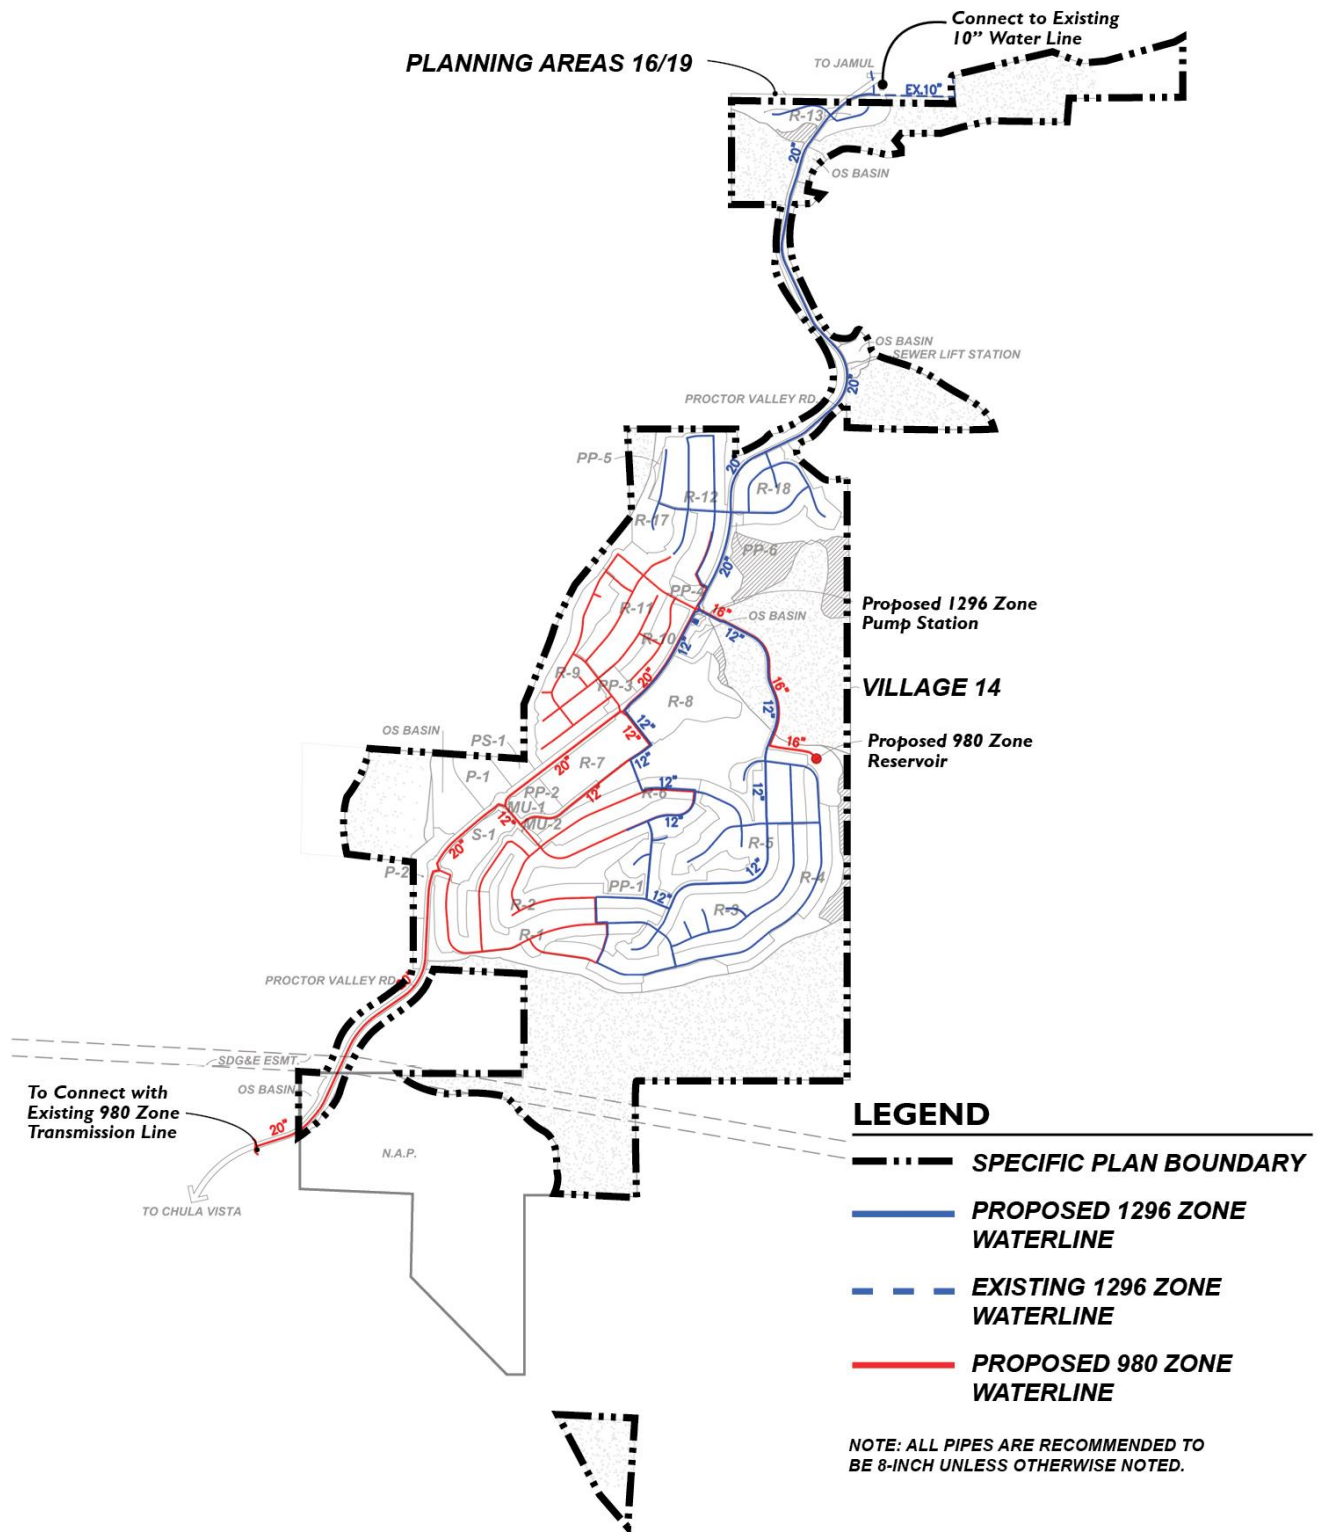 Connect to Existing
10” Water Line
PLANNING AREAS 16/19
TO JAMUL
EX.10"
R-13
20"
OS BASIN
OS BASIN
SEWER LIFT STATION
20"
PROCTOR VALLEY RD.
PP-5
20"
R-18
R-12
R-17
PP-6
20"
PP-4
16"
Proposed 1296 Zone
Pump Station
R-11
OS BASIN
12"
12"
R-10
R-9
20"
PP-3
16"
VILLAGE 14
R-8
12"
12"
12"
OS BASIN
PS-1
16"
Proposed 980 Zone
Reservoir
P-1
20"
R-7
12"
12"
12"
PP-2
12"
R-6
MU-1
12"
MU-2
12"
S-1
20"
R-5
P-2
12"
R-4
PP-1
12"
R-2
R-3
R-1
PROCTOR VALLEY RD.
SDG&E ESMT.
OS BASIN
To Connect with
Existing 980 Zone
Transmission Line
20"
N.A.P.
TO CHULA VISTA
LEGEND
SPECIFIC PLAN BOUNDARY
PROPOSED 1296 ZONE
WATERLINE
EXISTING 1296 ZONE
WATERLINE
PROPOSED 980 ZONE
WATERLINE
NOTE: ALL PIPES ARE RECOMMENDED TO
BE 8-INCH UNLESS OTHERWISE NOTED.